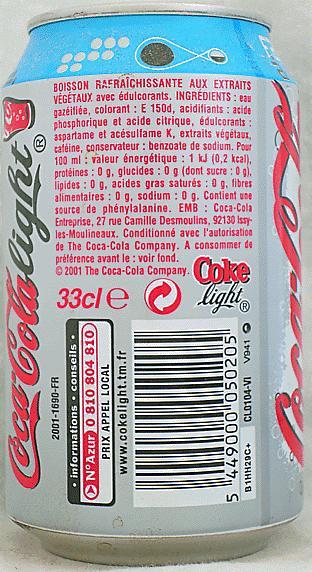 BOISSON RAFRAÎCHISSANTE AUX EXTRAITS
VÉGÉTAUX avec édulcorants. INGRÉDIENTS : eau
gazéifiée, colorant : E 150d, acidifiants : acide
phosphorique et acide citrique, édulcorants :
aspartame et acésulfame K, extraits végétaux,
caféine, conservateur : benzoate de sodium. Pour
100 ml : valeur énergétique : 1 kJ (0,2 kcal),
protéines : 0 g, glucides : 0 g (dont sucre : 0 g),
lipides : 0 g, acides gras saturés : 0 g, fibres
alimentaires : 0 g, sodium : 0 g. Contient une
source de phénylalanine. EMB : Coca-Cola
Entreprise, 27 rue Camille Desmoulins, 92130 Issy-
les-Moulineaux. Conditionné avec l'autorisation
de The Coca-Cola Company. A consommer de
préférence avant le : voir fond.
© 2001 The Coca-Cola Company.
Coke
light®
33cl e
Coca-Cola light®
2001-1690-FR
• informations • conseils •
N°Azur 0 810 804 810
PRIX APPEL LOCAL
www.cokelight.tm.fr
5 449000 050205
B1HH29C+ CL0104-VI V941
Coca-C